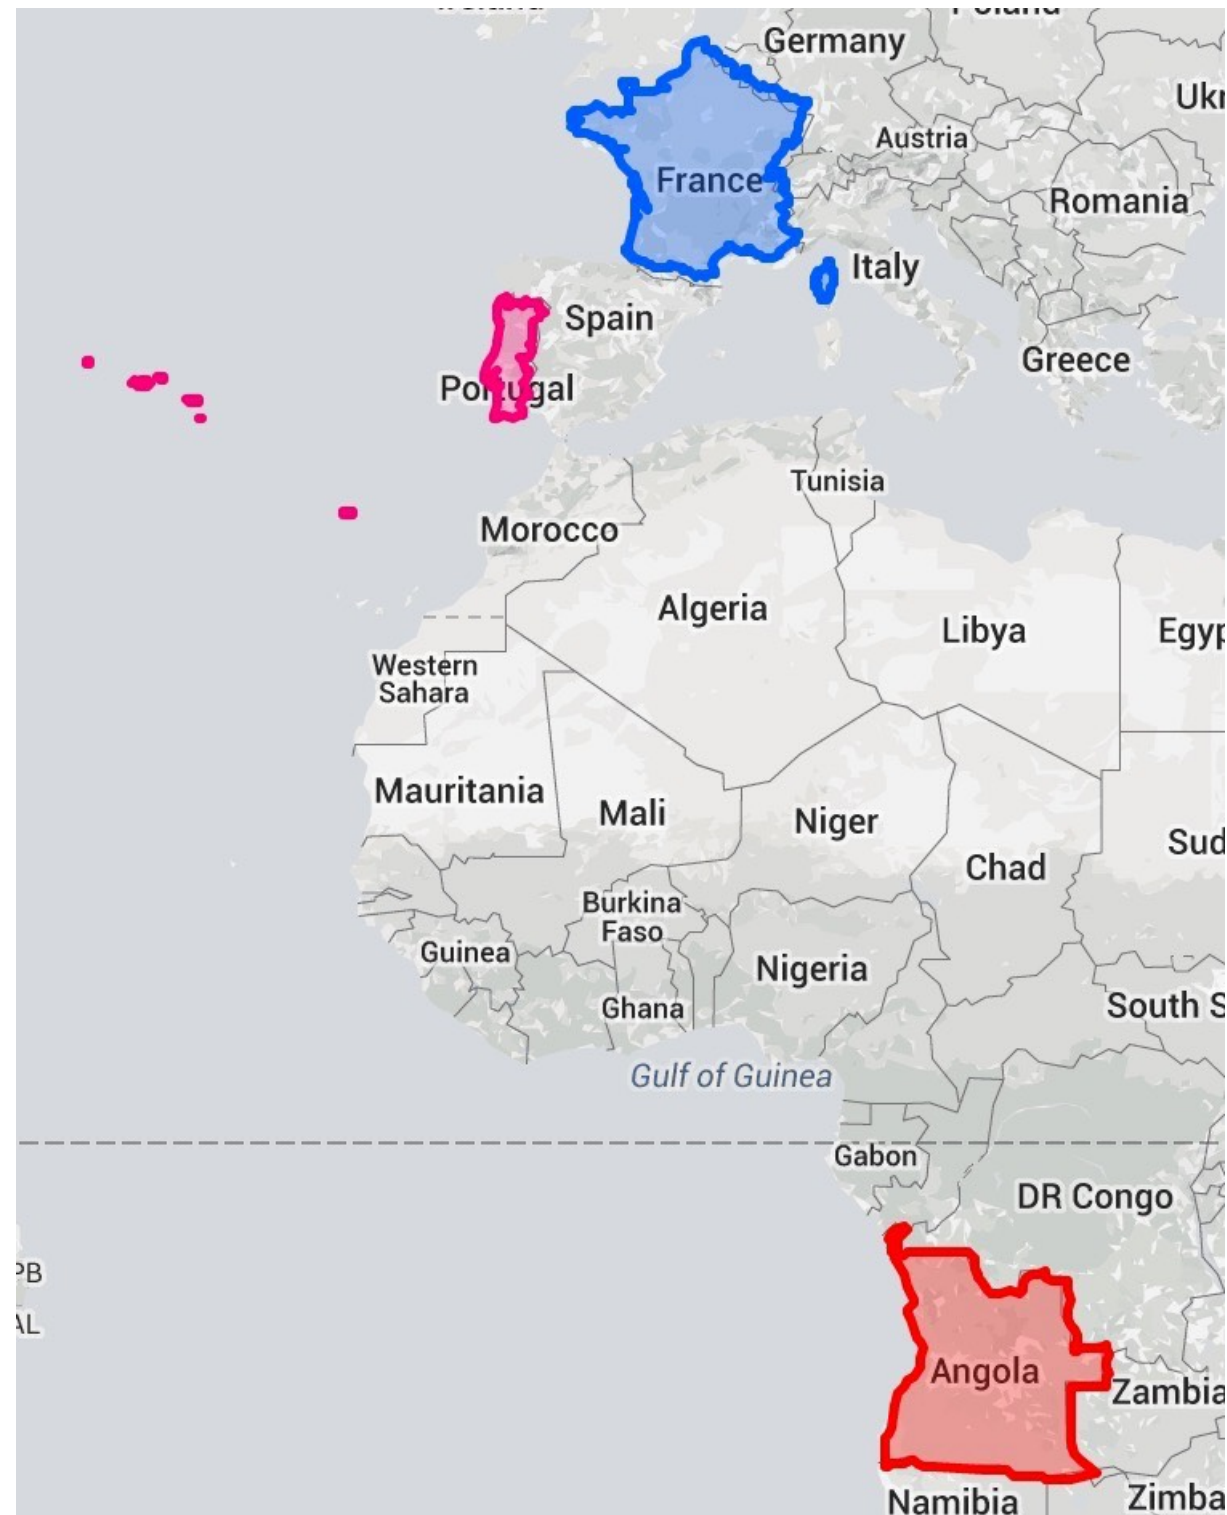 Germany
Ukr
Austria
France
Romania
Italy
Spain
Greece
Portugal
Tunisia
Morocco
Algeria
Libya
Egyp
Western
Sahara
Mauritania
Mali
Niger
Sud
Chad
Burkina
Faso
Guinea
Nigeria
Ghana
South S
Gulf of Guinea
Gabon
DR Congo
PB
AL
Angola
Zambia
Namibia
Zimba